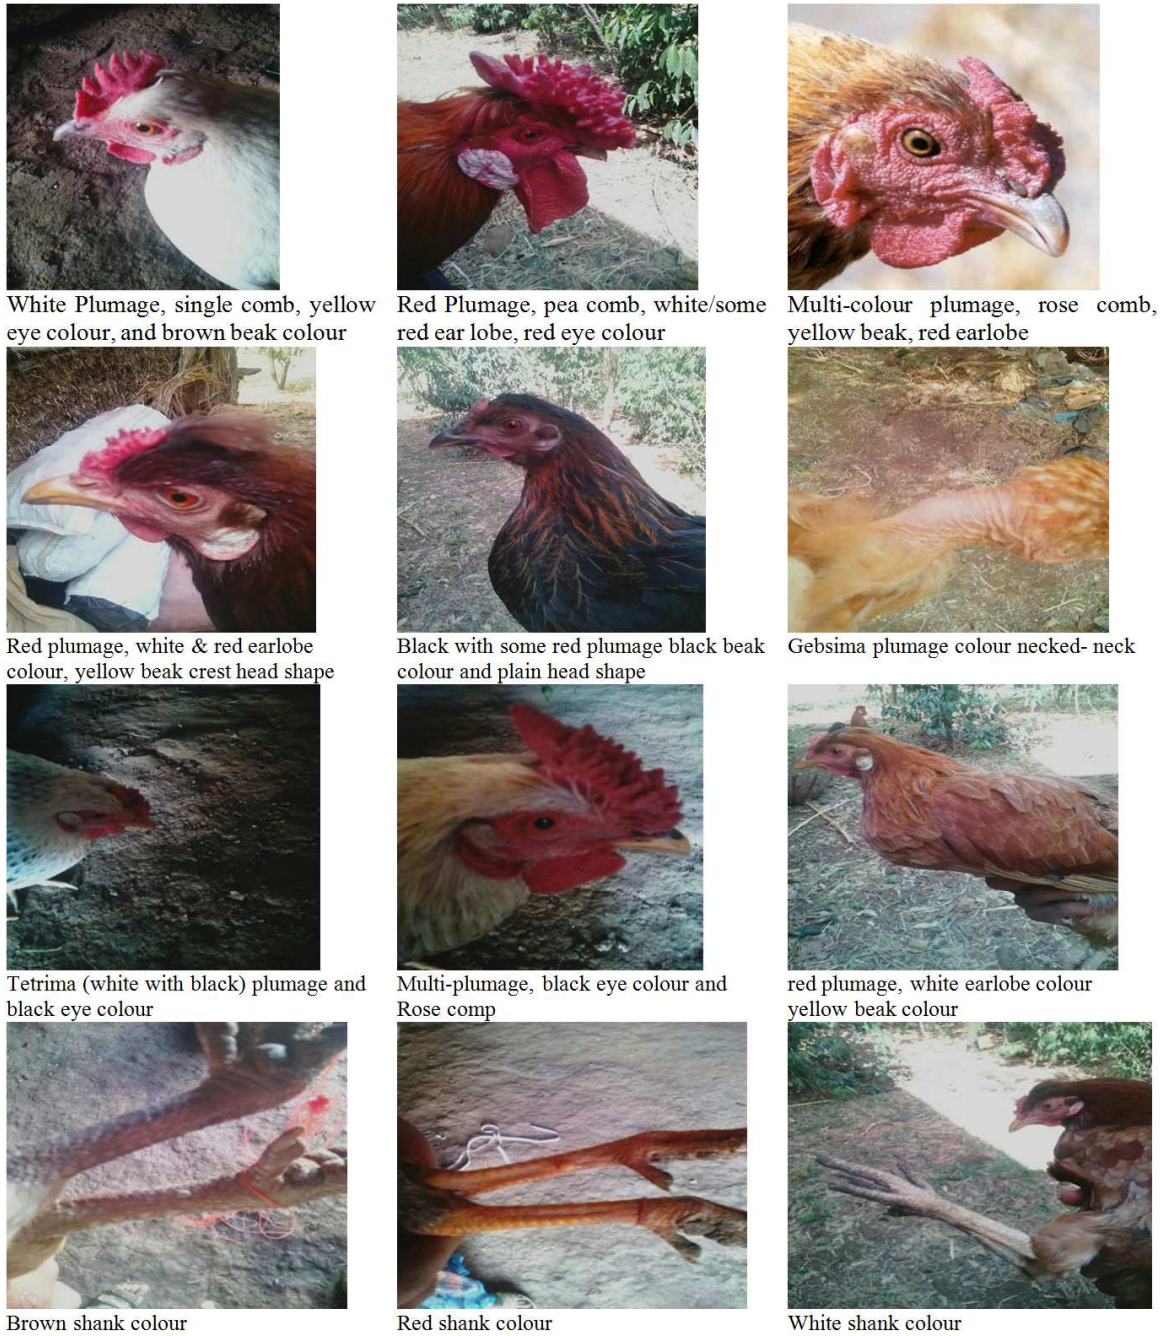 White Plumage, single comb, yellow
eye colour, and brown beak colour
Red Plumage, pea comb, white/some
red ear lobe, red eye colour
Multi-colour plumage, rose comb,
yellow beak, red earlobe
Red plumage, white & red earlobe
colour, yellow beak crest head shape
Black with some red plumage black beak
colour and plain head shape
Gebsima plumage colour necked- neck
Tetrima (white with black) plumage and
black eye colour
Multi-plumage, black eye colour and
Rose comp
red plumage, white earlobe colour
yellow beak colour
Brown shank colour
Red shank colour
White shank colour